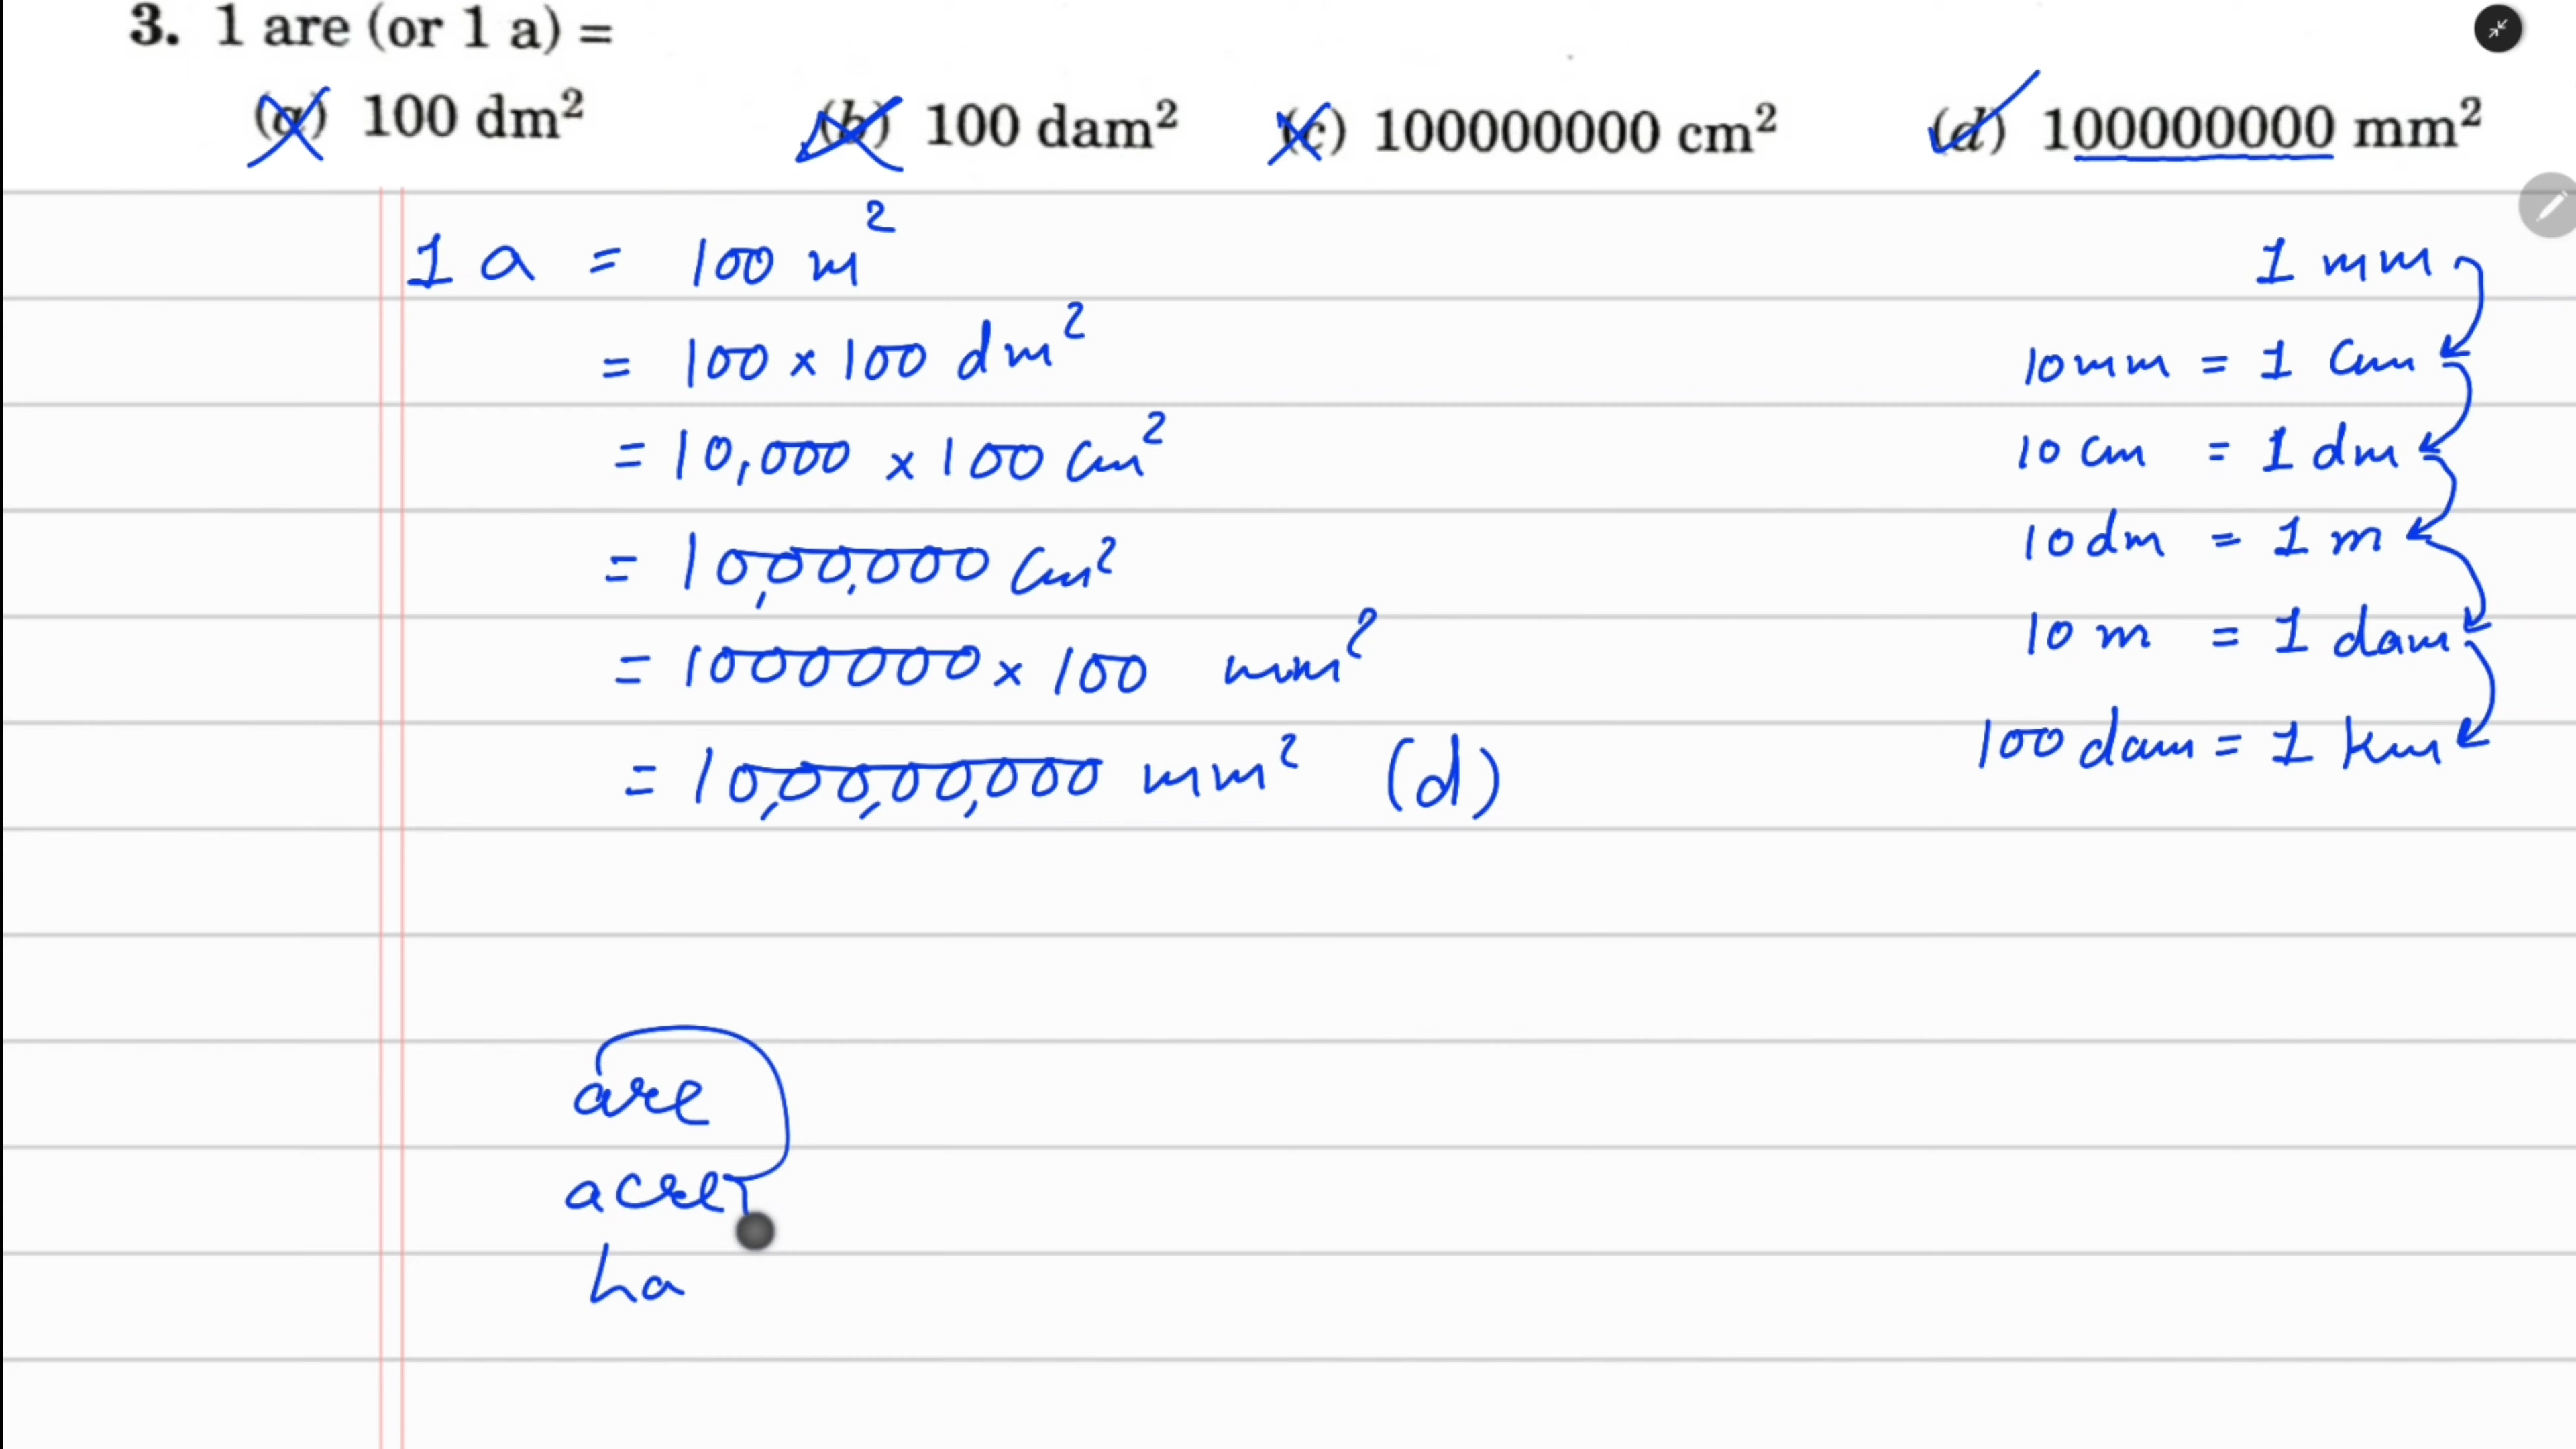 3. 1 are (or 1 a) =
(a) 100 dm² (b) 100 dam² (c) 100000000 cm² (d) 100000000 mm²
1 a = 100 m²
= 100 × 100 dm²
= 10,000 × 100 cm²
= 10,00,000 cm²
= 1000000 × 100 mm²
= 10,00,00,000 mm² (d)
1 mm
10 mm = 1 cm
10 cm = 1 dm
10 dm = 1 m
10 m = 1 dam
100 dam = 1 km
are
acre
ha